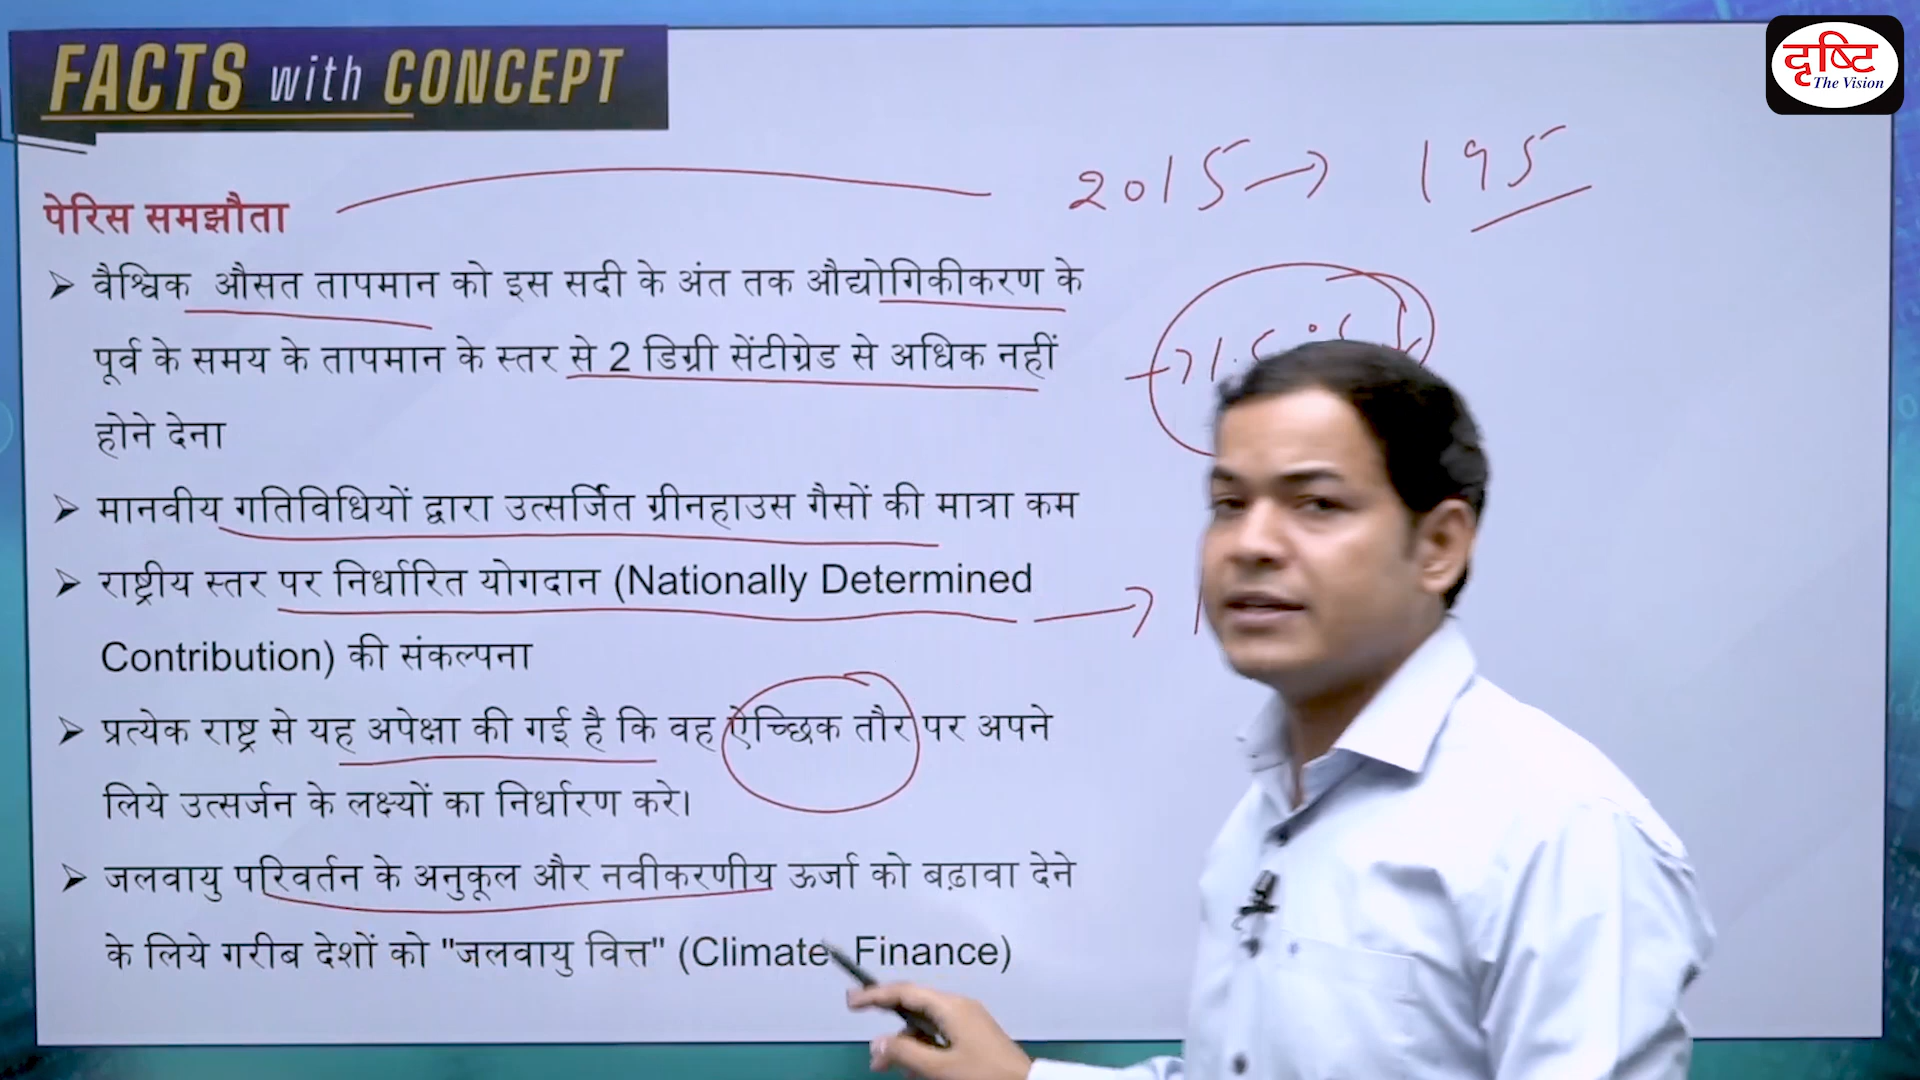 FACTS with CONCEPT
दृष्टि
The Vision
2015 → 195
पेरिस समझौता
➤ वैश्विक औसत तापमान को इस सदी के अंत तक औद्योगिकीकरण के
पूर्व के समय के तापमान के स्तर से 2 डिग्री सेंटीग्रेड से अधिक नहीं
होने देना
➤ मानवीय गतिविधियों द्वारा उत्सर्जित ग्रीनहाउस गैसों की मात्रा कम
➤ राष्ट्रीय स्तर पर निर्धारित योगदान (Nationally Determined
Contribution) की संकल्पना
➤ प्रत्येक राष्ट्र से यह अपेक्षा की गई है कि वह ऐच्छिक तौर पर अपने
लिये उत्सर्जन के लक्ष्यों का निर्धारण करे।
➤ जलवायु परिवर्तन के अनुकूल और नवीकरणीय ऊर्जा को बढ़ावा देने
के लिये गरीब देशों को "जलवायु वित्त" (Climate Finance)